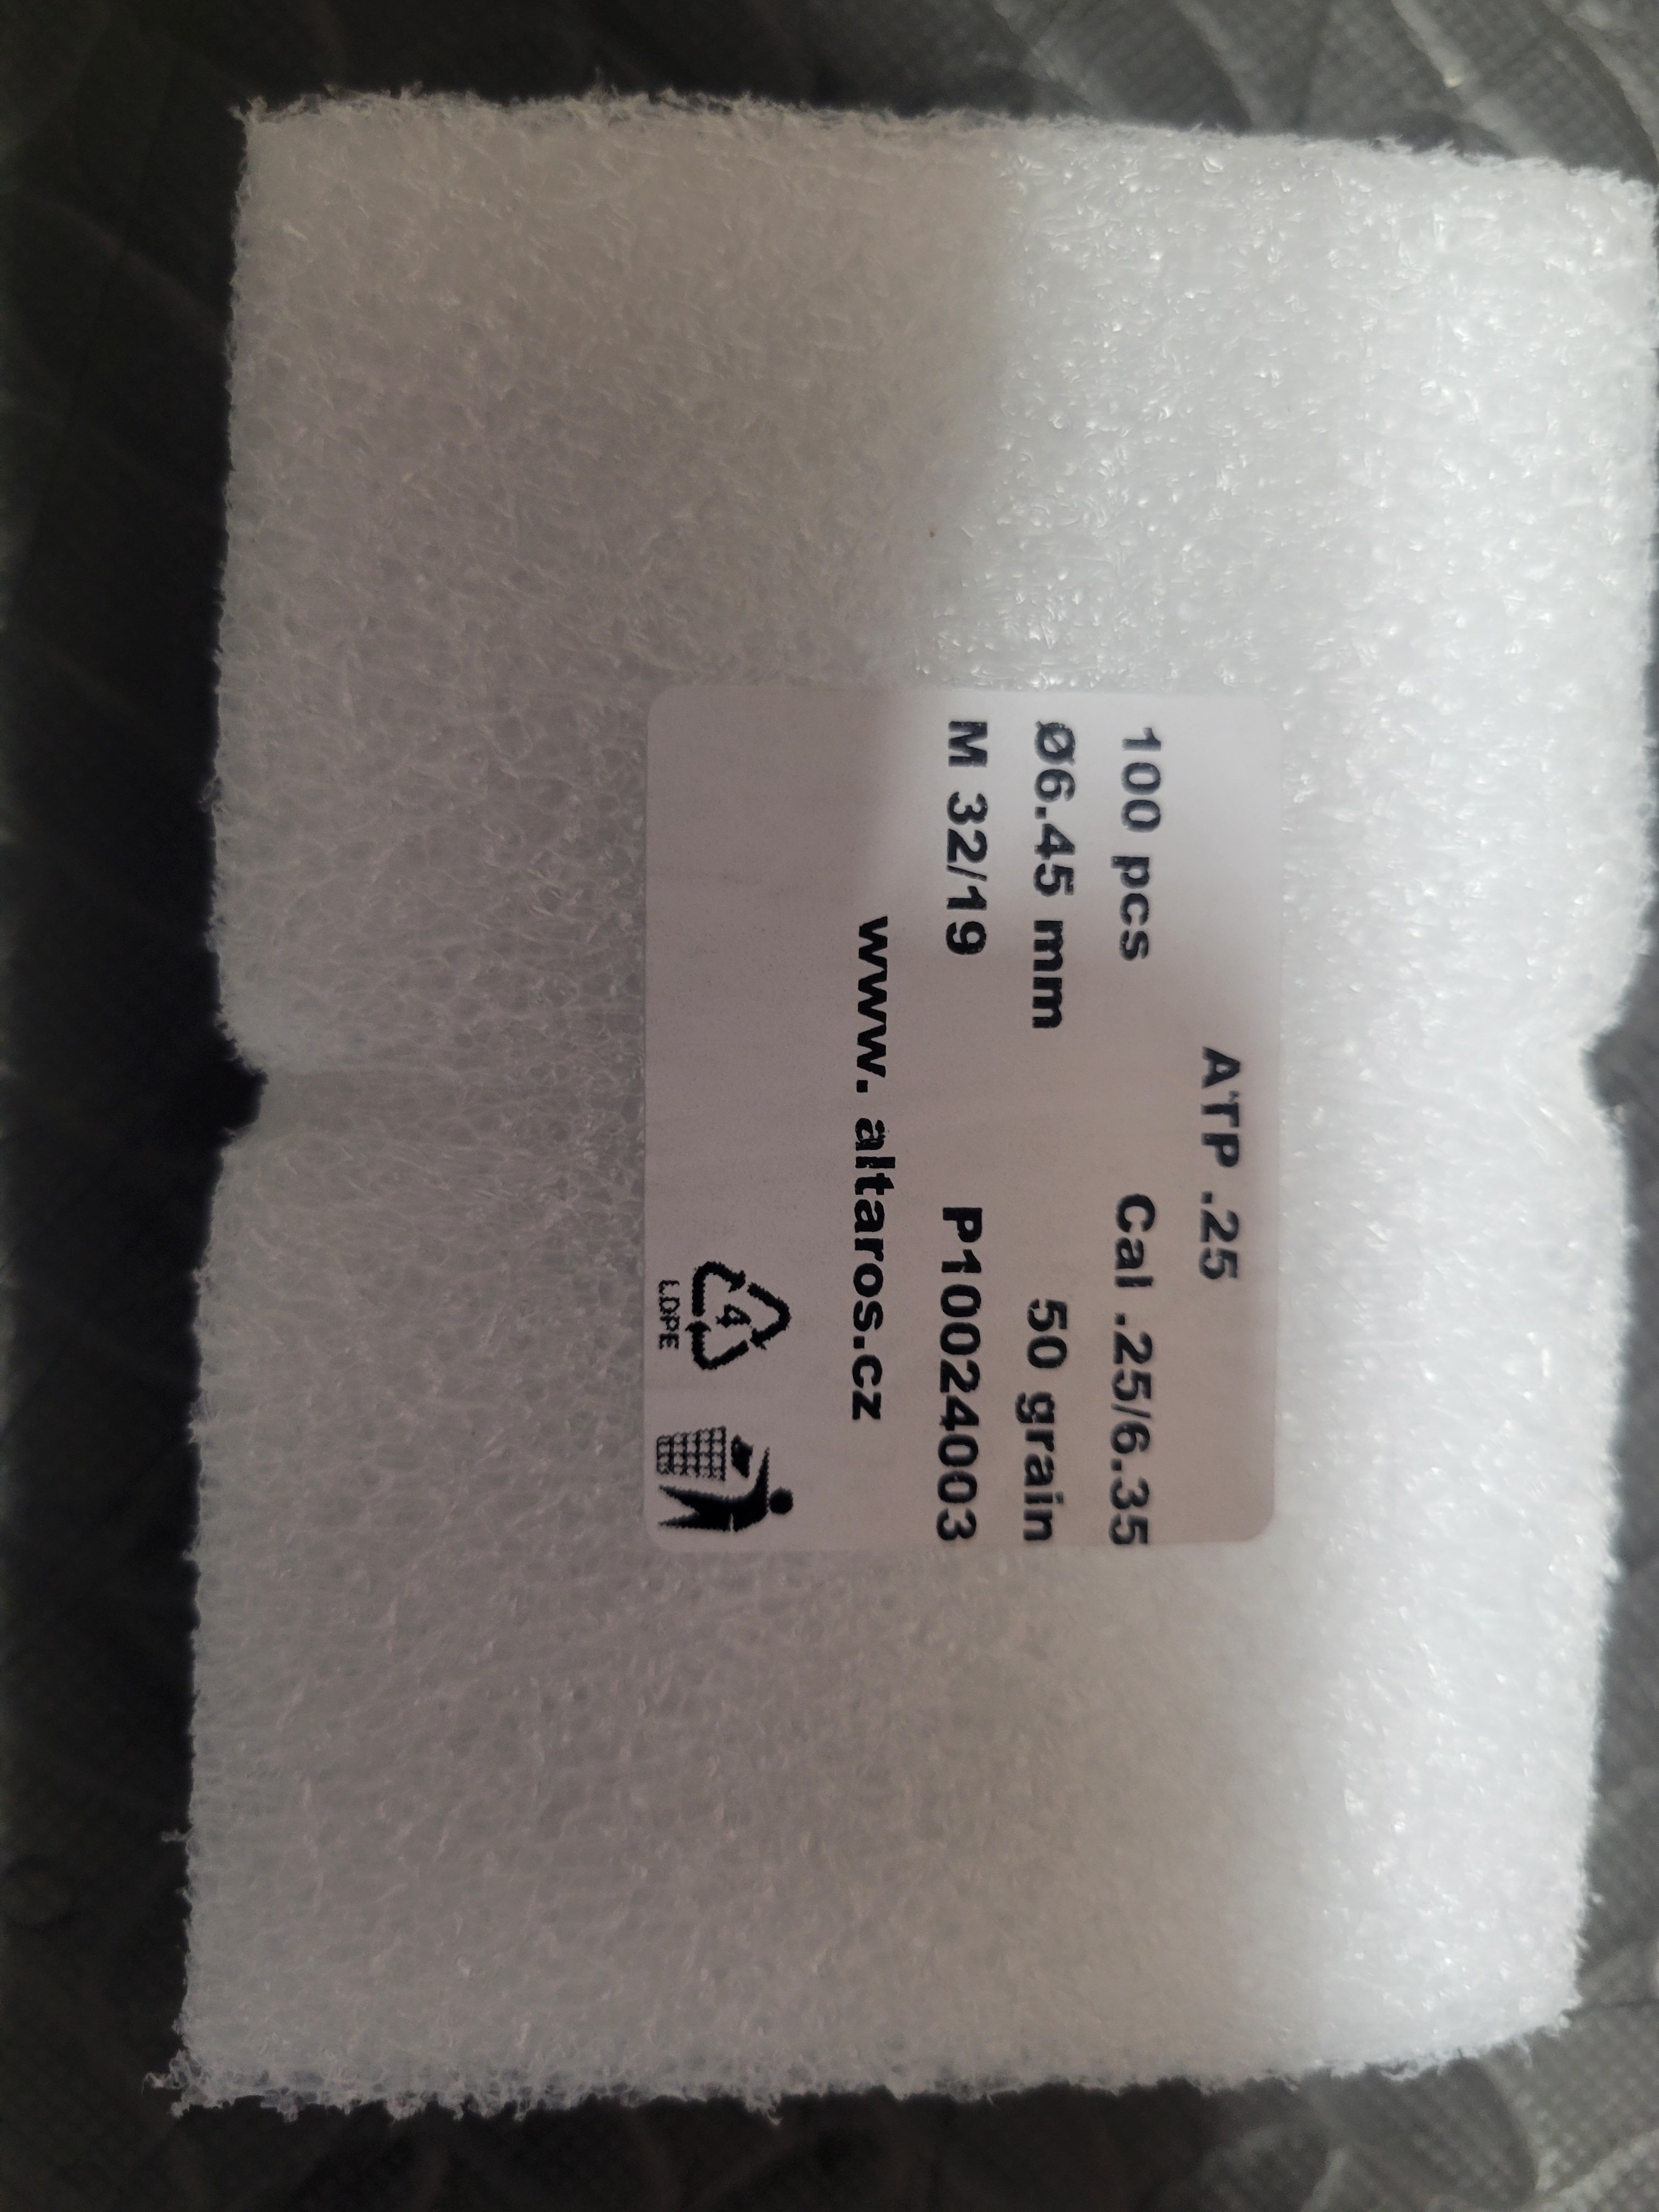 ATP .25
100 pcs Cal .25/6.35
Ø6.45 mm 50 grain
M 32/19 P10024003
www. altaros.cz
4
LDPE